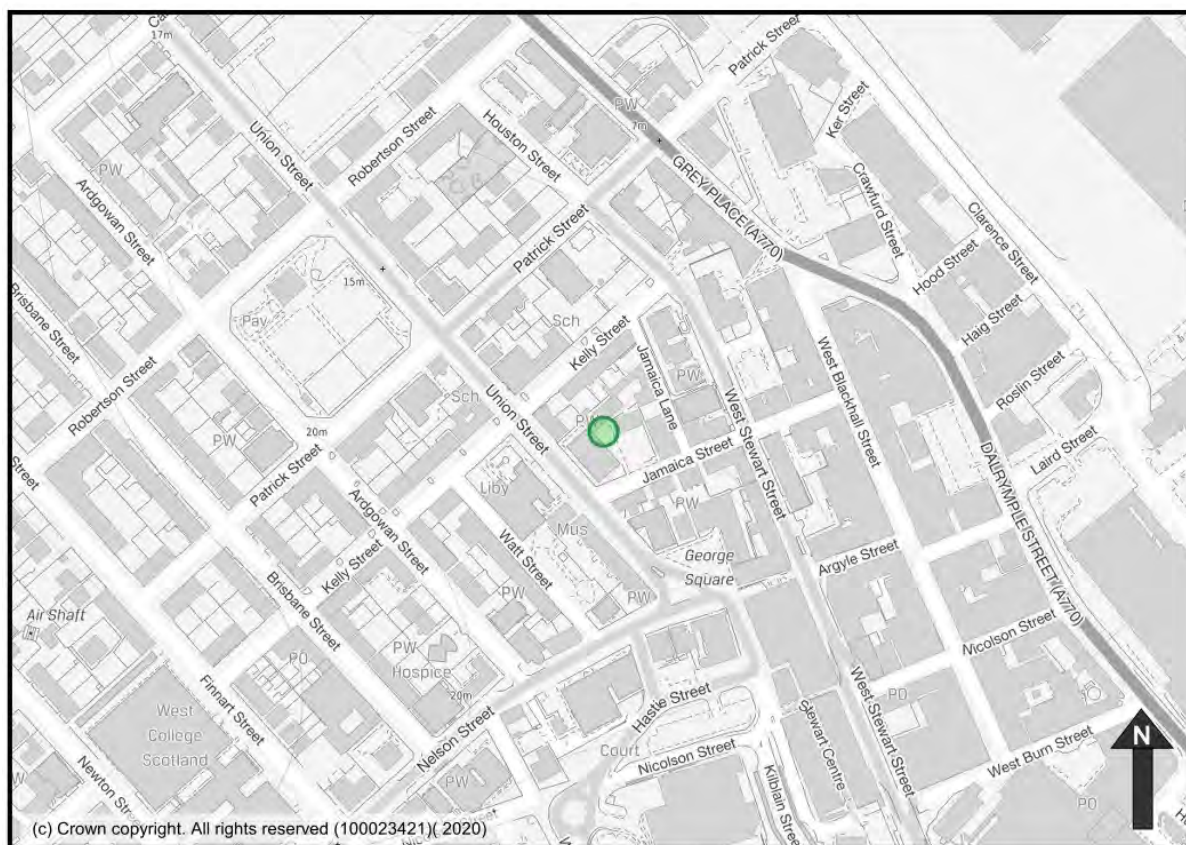 17m
Patrick Street
PW
7m
Ker Street
Union Street
Robertson Street
Houston Street
GREY PLACE (A770)
PW
Ardgowan Street
Crawfurd Street
Clarence Street
Patrick Street
Hood Street
15m
Brisbane Street
Pav
Sch
Kelly Street
Haig Street
Jamaica Lane
PW
West Blackhall Street
Roslin Street
Robertson Street
Union Street
Sch
PW
West Stewart Street
20m
PW
Jamaica Street
Laird Street
Patrick Street
Liby
DALRYMPLE STREET (A770)
PW
Ardgowan Street
Mus
Watt Street
George
Square
Argyle Street
Kelly Street
Brisbane Street
PW
PW
Air Shaft
Nicolson Street
PW
Hospice
PO
20m
Finnart Street
PO
Hastie Street
West Stewart Street
Stewart Centre
West
College
Scotland
Nelson Street
Court
Nicolson Street
West Burn Street
N
Kilblain Street
PW
PO
(c) Crown copyright. All rights reserved (100023421)( 2020)